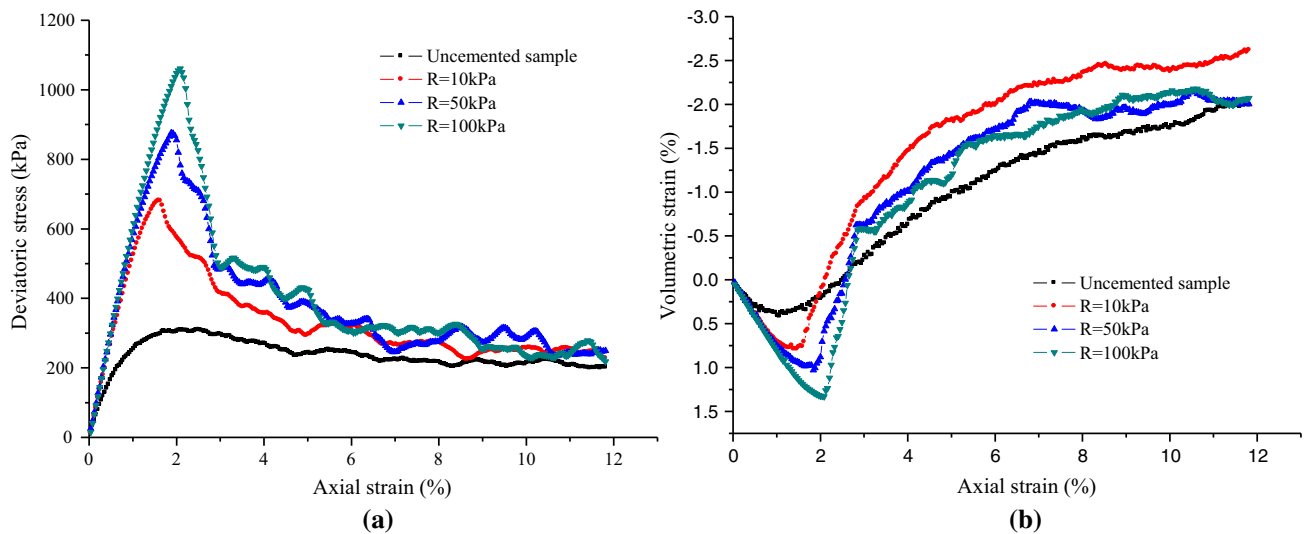 1200
1000
800
600
400
200
0
Deviatoric stress (kPa)
Uncemented sample
R=10kPa
R=50kPa
R=100kPa
0 2 4 6 8 10 12
Axial strain (%)
(a)
-3.0
-2.5
-2.0
-1.5
-1.0
-0.5
0.0
0.5
1.0
1.5
Volumetric strain (%)
Uncemented sample
R=10kPa
R=50kPa
R=100kPa
0 2 4 6 8 10 12
Axial strain (%)
(b)